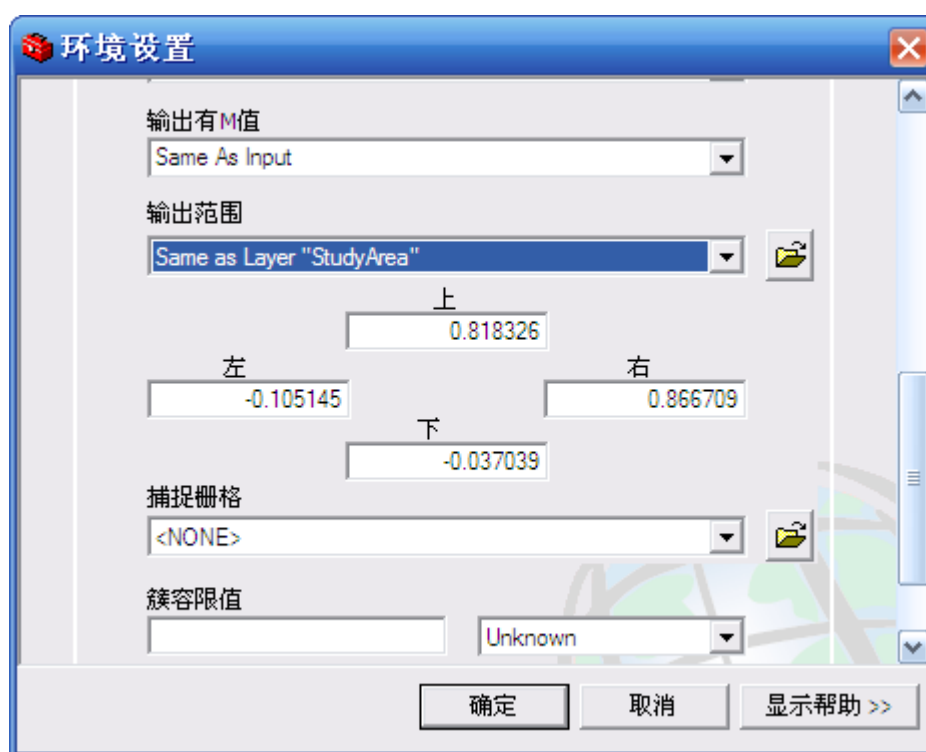 环境设置
输出有M值
Same As Input
输出范围
Same as Layer "StudyArea"
上
0.818326
左
右
-0.105145
0.866709
下
-0.037039
捕捉栅格
<NONE>
簇容限值
Unknown
确定
取消
显示帮助 >>